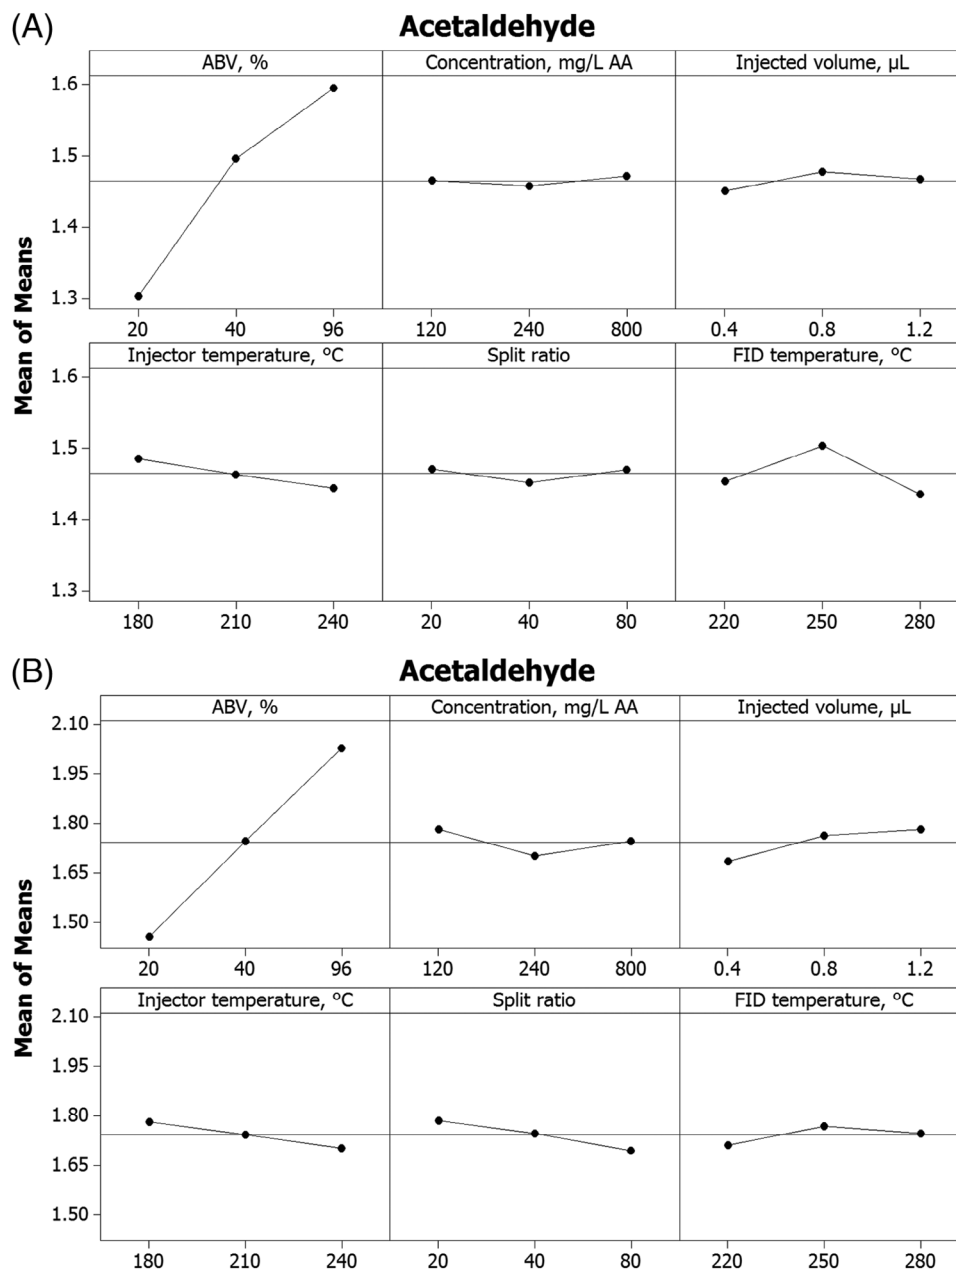 (A)
Acetaldehyde
ABV, % Concentration, mg/L AA Injected volume, µL
1.6
1.5
1.4
1.3
20 40 96 120 240 800 0.4 0.8 1.2
Injector temperature, ºC Split ratio FID temperature, ºC
1.6
1.5
1.4
1.3
180 210 240 20 40 80 220 250 280
Mean of Means
(B)
Acetaldehyde
ABV, % Concentration, mg/L AA Injected volume, µL
2.10
1.95
1.80
1.65
1.50
20 40 96 120 240 800 0.4 0.8 1.2
Injector temperature, ºC Split ratio FID temperature, ºC
2.10
1.95
1.80
1.65
1.50
180 210 240 20 40 80 220 250 280
Mean of Means